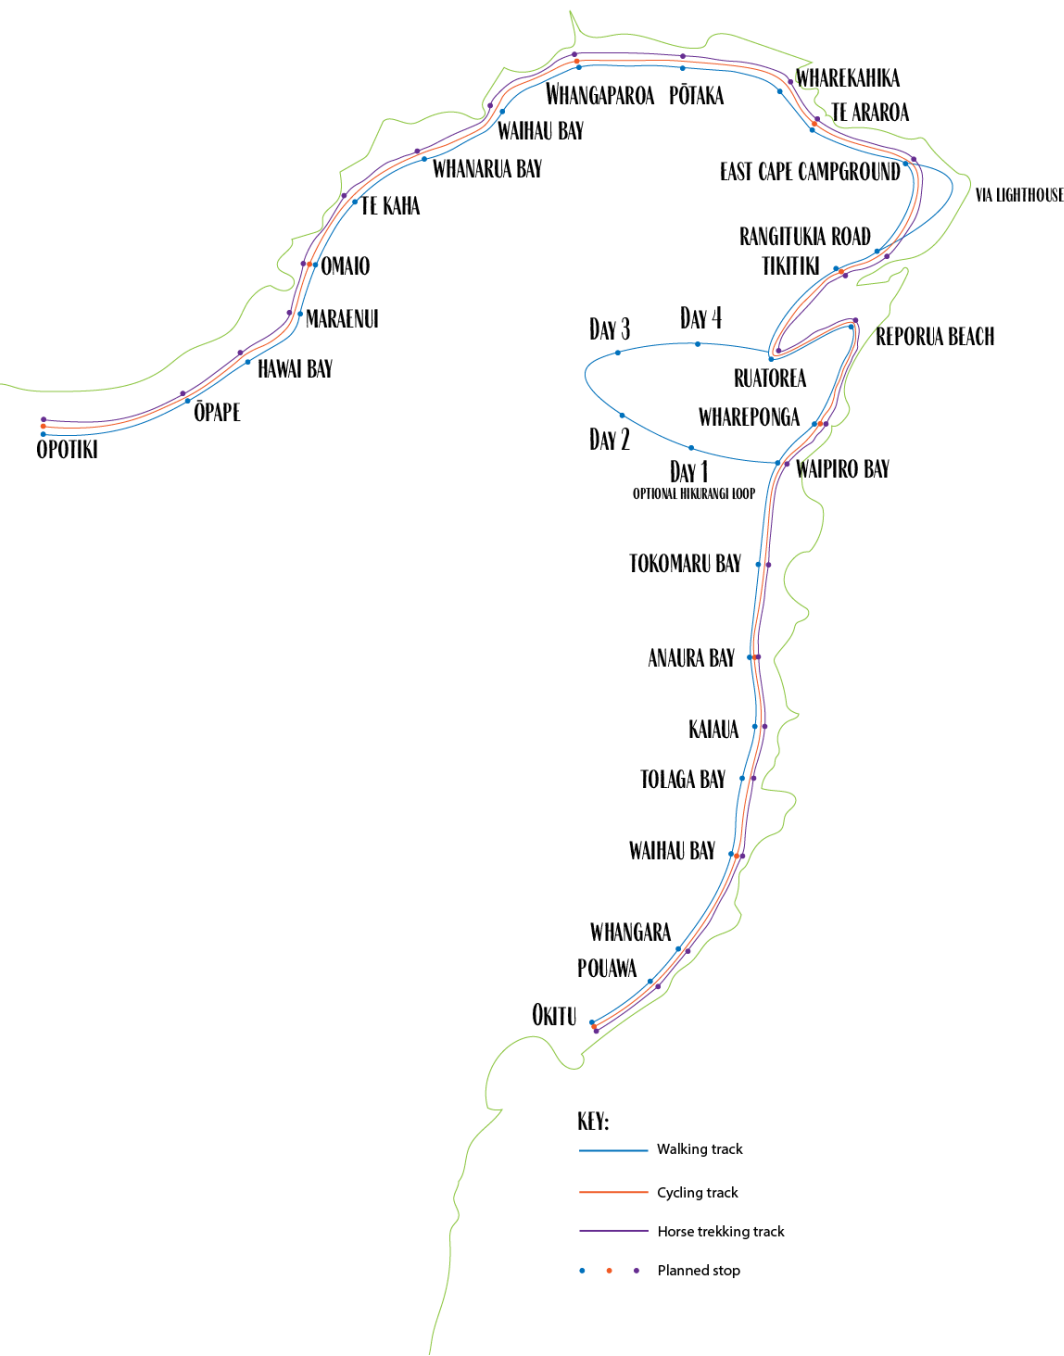 WHAREKAHIKA
WHANGAPAROA
PŌTAKA
TE ARAROA
WAIHAU BAY
WHANARUA BAY
EAST CAPE CAMPGROUND
VIA LIGHTHOUSE
TE KAHA
RANGITUKIA ROAD
OMAIO
TIKITIKI
MARAENUI
DAY 4
DAY 3
REPORUA BEACH
HAWAI BAY
RUATOREA
ŌPAPE
WHAREPONGA
DAY 2
OPOTIKI
DAY 1
WAIPIRO BAY
OPTIONAL HIKURANGI LOOP
TOKOMARU BAY
ANAURA BAY
KAIAUA
TOLAGA BAY
WAIHAU BAY
WHANGARA
POUAWA
OKITU
KEY:
Walking track
Cycling track
Horse trekking track
Planned stop